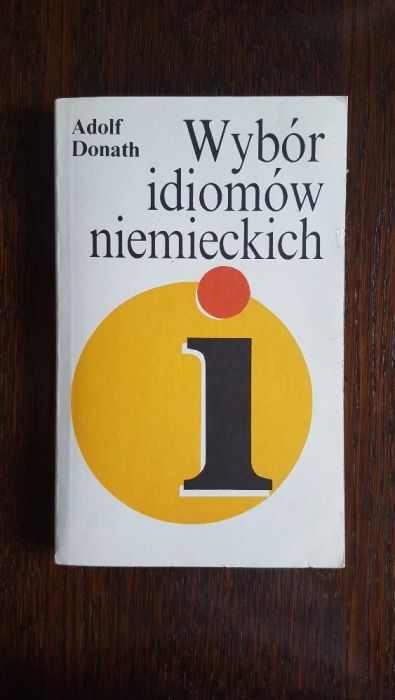 Adolf
Donath
Wybór
idiomów
niemieckich
i